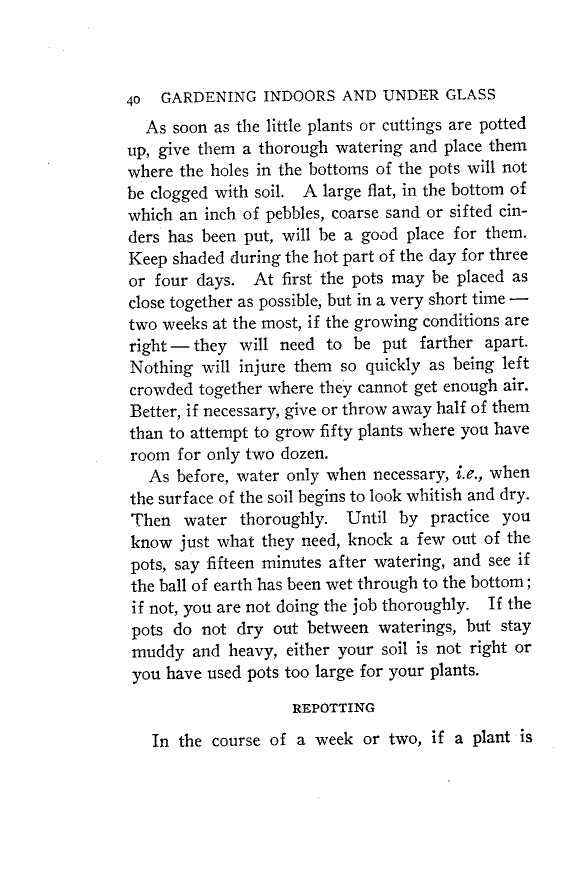 40 GARDENING INDOORS AND UNDER GLASS
As soon as the little plants or cuttings are potted
up, give them a thorough watering and place them
where the holes in the bottoms of the pots will not
be clogged with soil. A large flat, in the bottom of
which an inch of pebbles, coarse sand or sifted cin-
ders has been put, will be a good place for them.
Keep shaded during the hot part of the day for three
or four days. At first the pots may be placed as
close together as possible, but in a very short time —
two weeks at the most, if the growing conditions are
right — they will need to be put farther apart.
Nothing will injure them so quickly as being left
crowded together where they cannot get enough air.
Better, if necessary, give or throw away half of them
than to attempt to grow fifty plants where you have
room for only two dozen.
As before, water only when necessary, i.e., when
the surface of the soil begins to look whitish and dry.
Then water thoroughly. Until by practice you
know just what they need, knock a few out of the
pots, say fifteen minutes after watering, and see if
the ball of earth has been wet through to the bottom;
if not, you are not doing the job thoroughly. If the
pots do not dry out between waterings, but stay
muddy and heavy, either your soil is not right or
you have used pots too large for your plants.
REPOTTING
In the course of a week or two, if a plant is